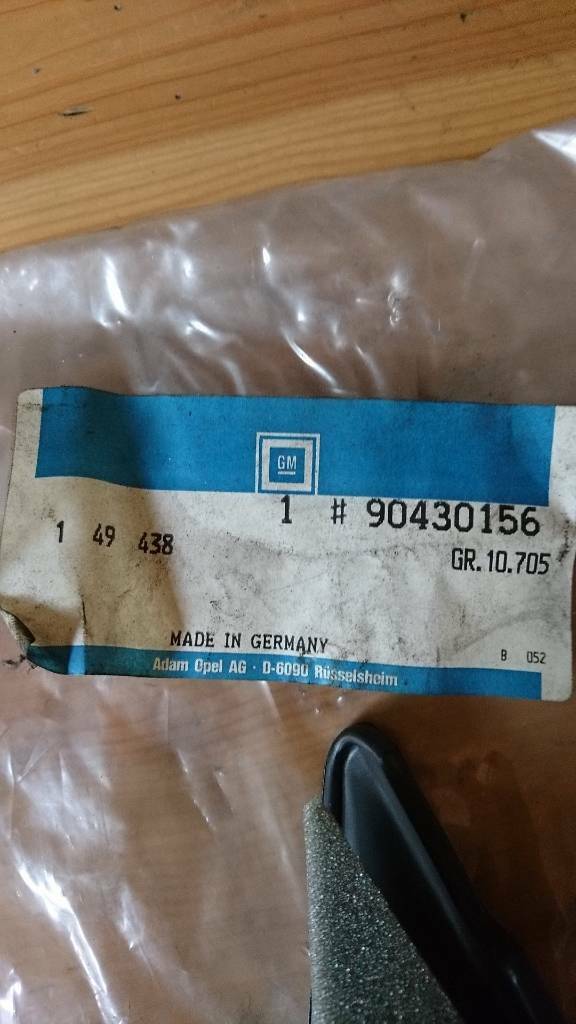 GM
1 # 90430156
1 49 438
GR.10.705
MADE IN GERMANY
B 052
Adam Opel AG · D-6090 Rüsselsheim